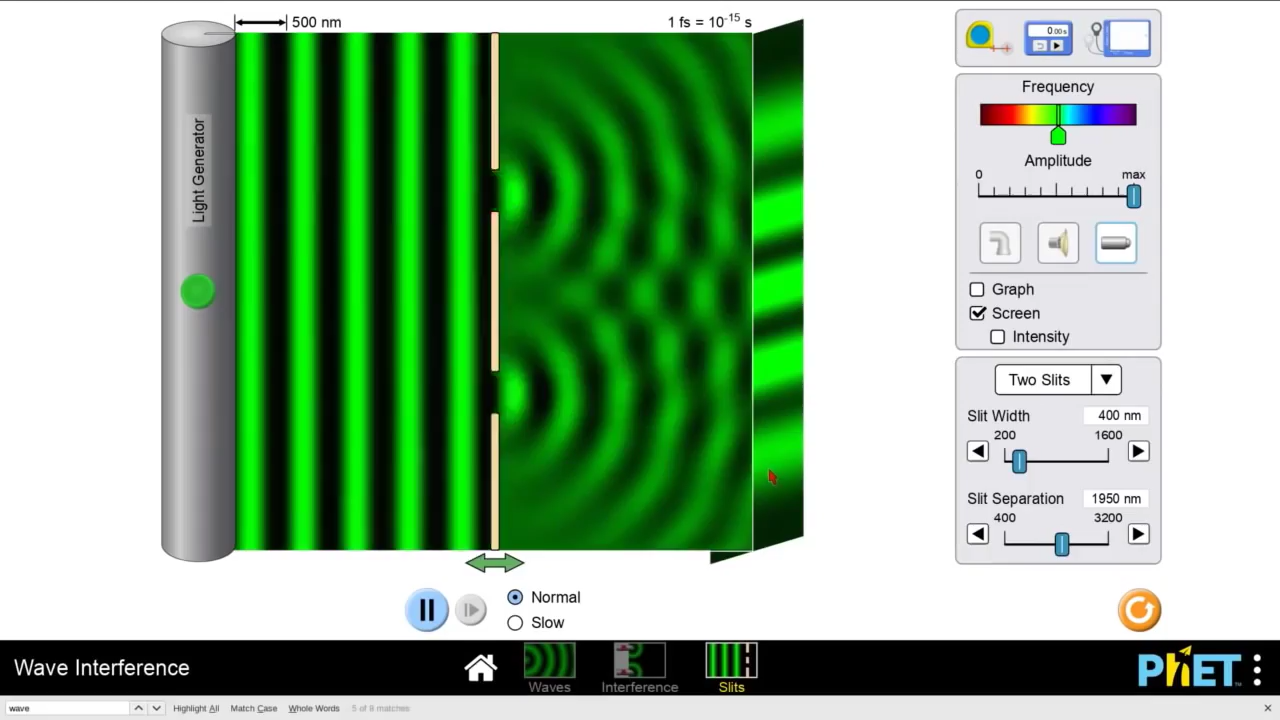 500 nm
1 fs = 10⁻¹⁵ s
Light Generator
0.00 s
Frequency
Amplitude
0 max
Graph
Screen
Intensity
Two Slits
Slit Width 400 nm
200 1600
Slit Separation 1950 nm
400 3200
Normal
Slow
Wave Interference
Waves
Interference
Slits
PhET
wave
Highlight All
Match Case
Whole Words
5 of 8 matches